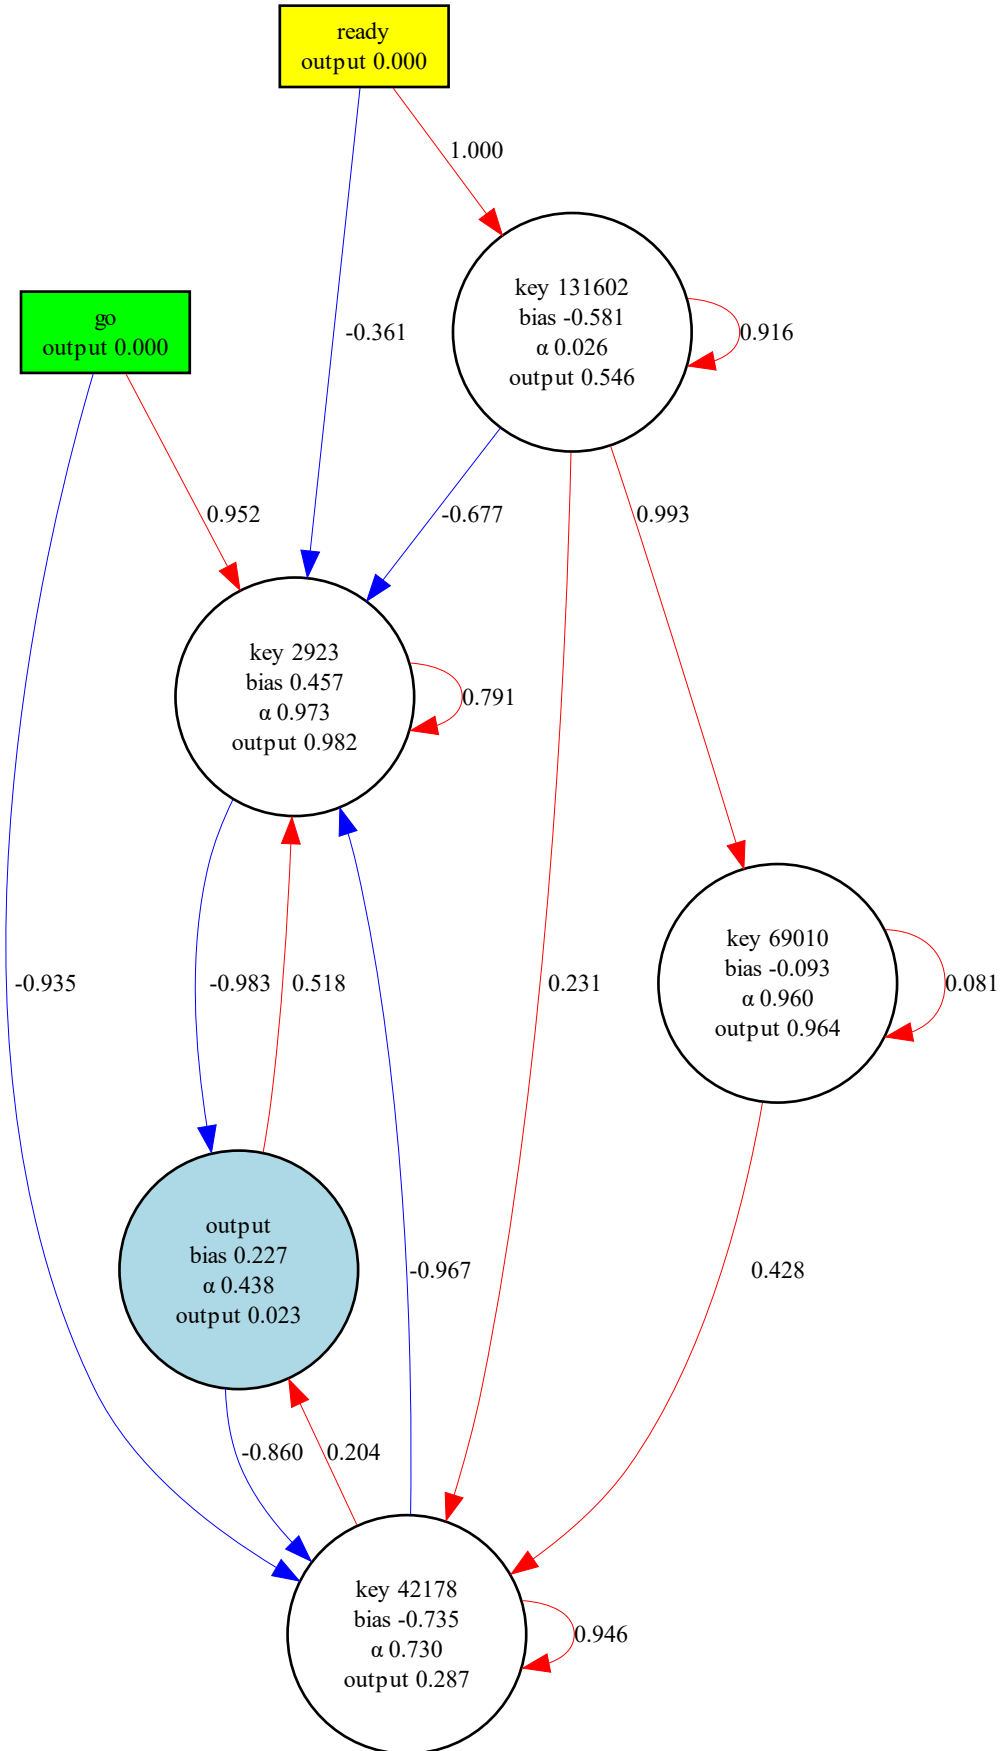 ready
output 0.000
1.000
key 131602
bias -0.581
α 0.026
output 0.546
0.916
go
output 0.000
-0.361
0.952
-0.677
0.993
key 2923
bias 0.457
α 0.973
output 0.982
0.791
key 69010
bias -0.093
α 0.960
output 0.964
0.081
-0.935
-0.983
0.518
0.231
output
bias 0.227
α 0.438
output 0.023
-0.967
0.428
-0.860
0.204
key 42178
bias -0.735
α 0.730
output 0.287
0.946